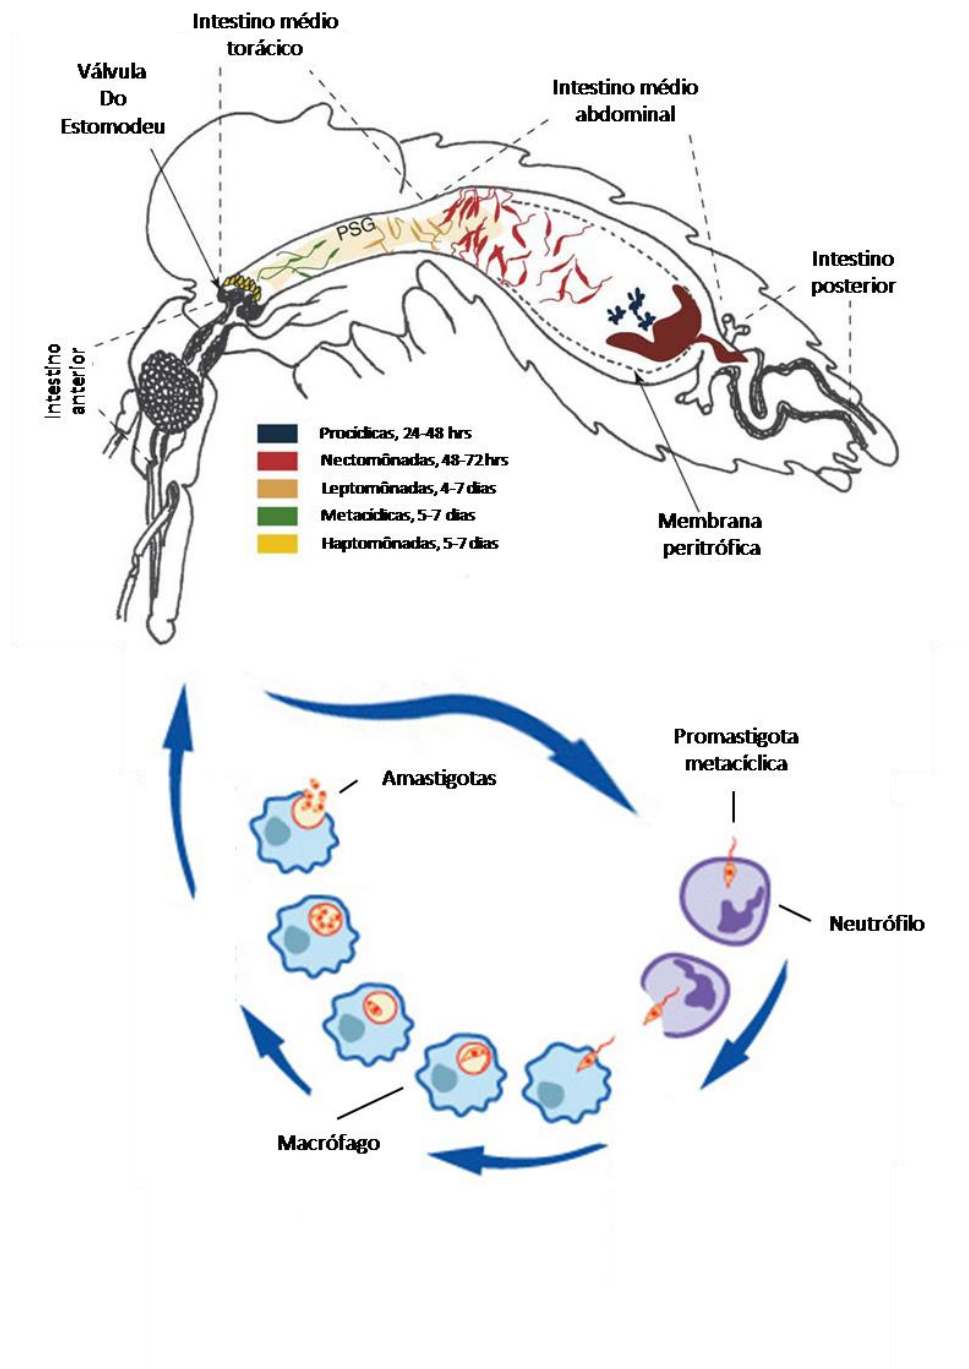 Intestino médio
torácico
Válvula
Do
Estomodeu
Intestino médio
abdominal
PSG
Intestino
posterior
Intestino
anterior
Procíclicas, 24-48 hrs
Nectomônadas, 48-72 hrs
Leptomônadas, 4-7 dias
Metacíclicas, 5-7 dias
Haptomônadas, 5-7 dias
Membrana
peritrófica
Promastigota
metacíclica
Amastigotas
Neutrófilo
Macrófago